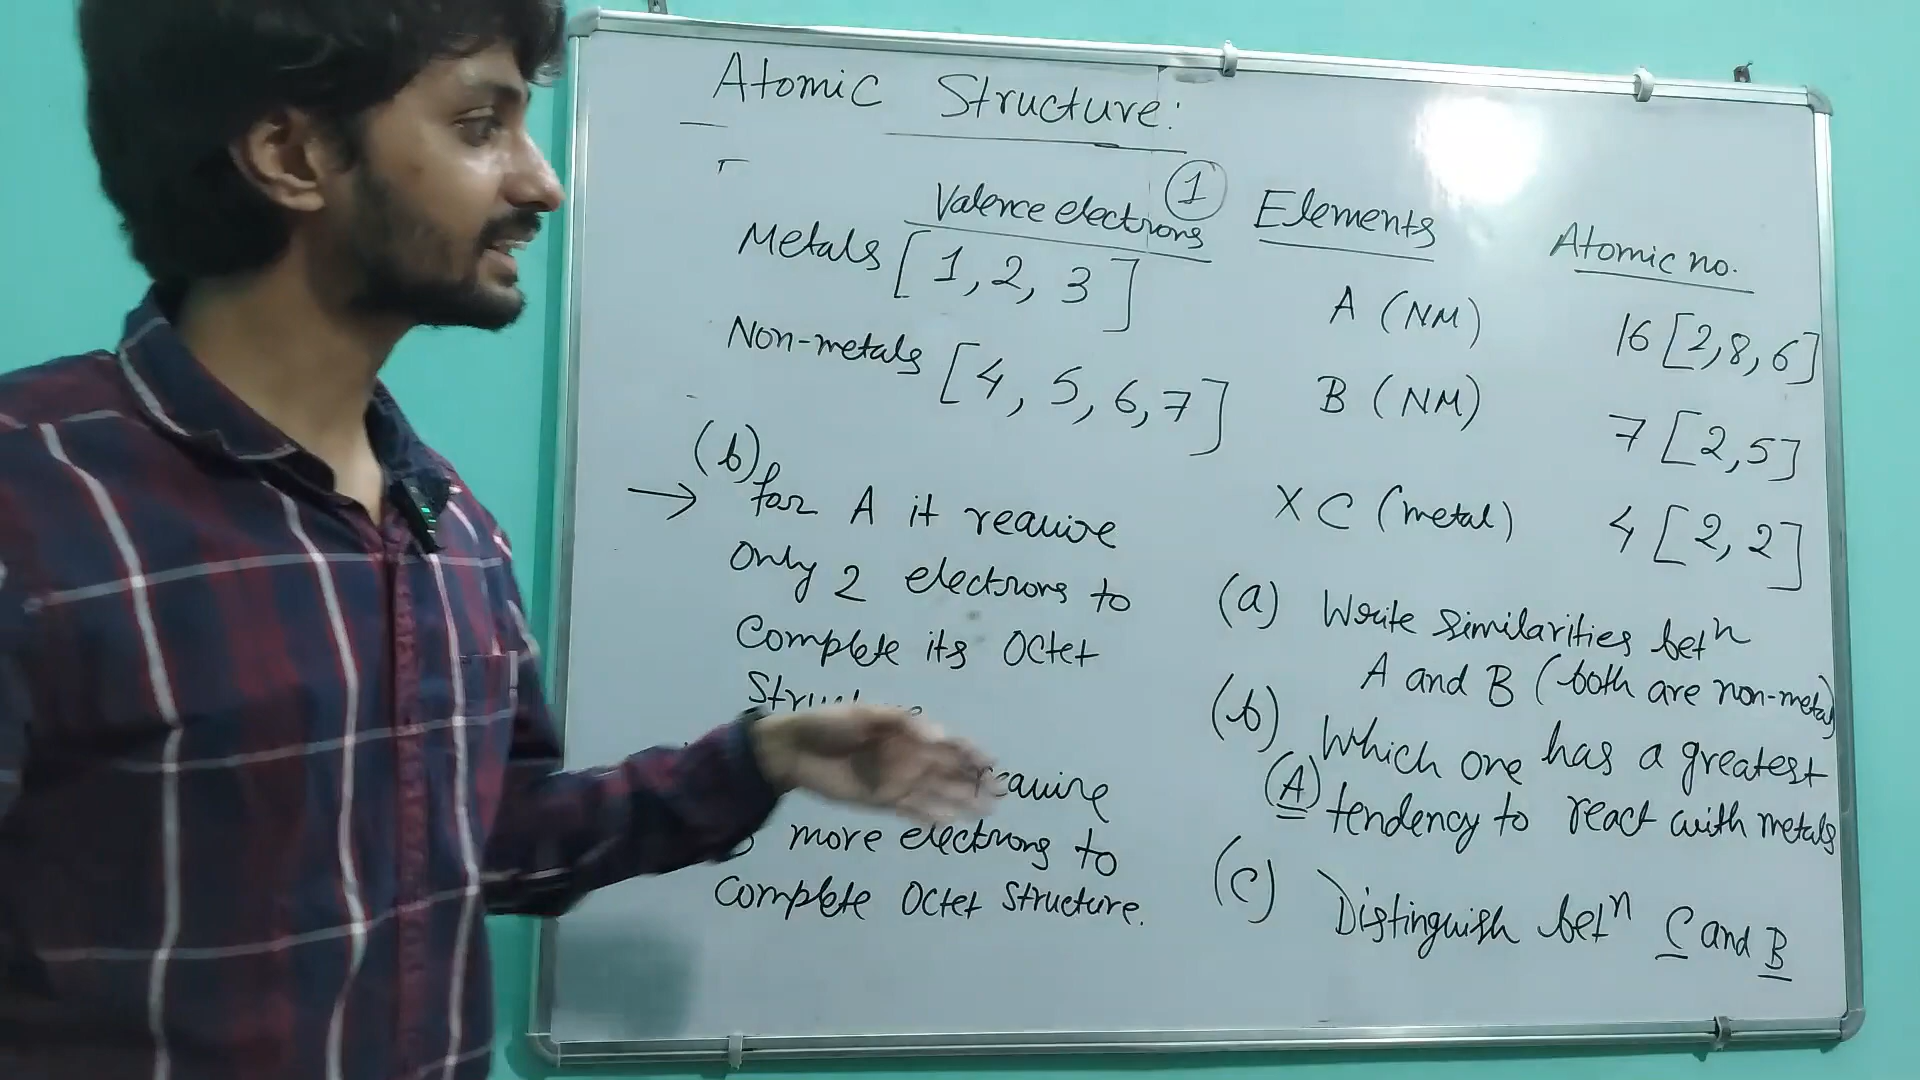 Atomic Structure:
Valence electrons
Metals [1, 2, 3]
Non-metals [4, 5, 6, 7]
(b)
→ for A it require
only 2 electrons to
complete its Octet
more electrons to
complete Octet structure.
1
Elements
Atomic no.
A (NM) 16 [2,8,6]
B (NM) 7 [2,5]
X C (metal) 4 [2, 2]
(a) Write similarities betⁿ
A and B (both are non-metal)
(b) Which one has a greatest
(A) tendency to react with metals
(c) Distinguish betⁿ C and B